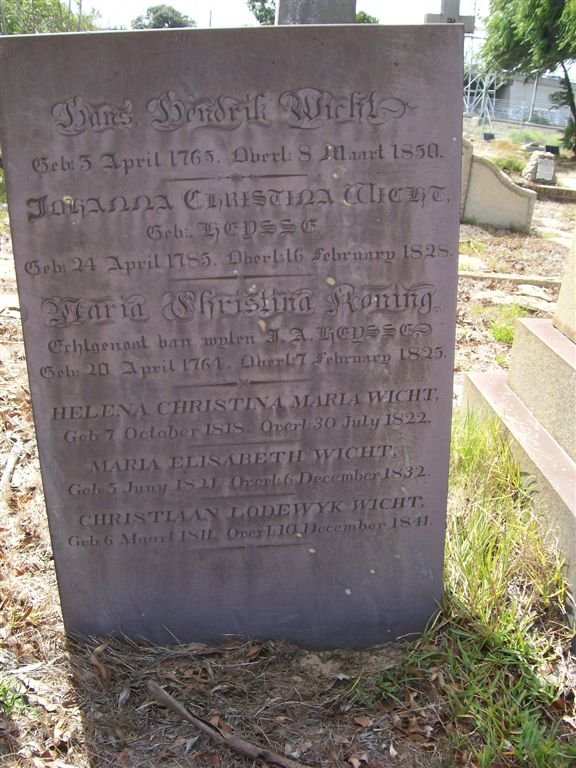 Hans Hendrik Wicht
Geb: 3 April 1765. Overl: 8 Maart 1850.
JOHANNA CHRISTINA WICHT,
Geb: HEYSSE
Geb: 24 April 1785. Overl: 16 February 1828.
Maria Christina Koning,
Echtgenoot van wylen J. A. HEYSSE
Geb: 20 April 1764. Overl: 7 February 1825.
HELENA CHRISTINA MARIA WICHT,
Geb 7 October 1818 Overl: 30 July 1822.
MARIA ELISABETH WICHT,
Geb: 5 Juny 1821. Overl: 6 December 1832.
CHRISTIAAN LODEWYK WICHT,
Geb 6 Maart 1811. Overl: 10 December 1841.